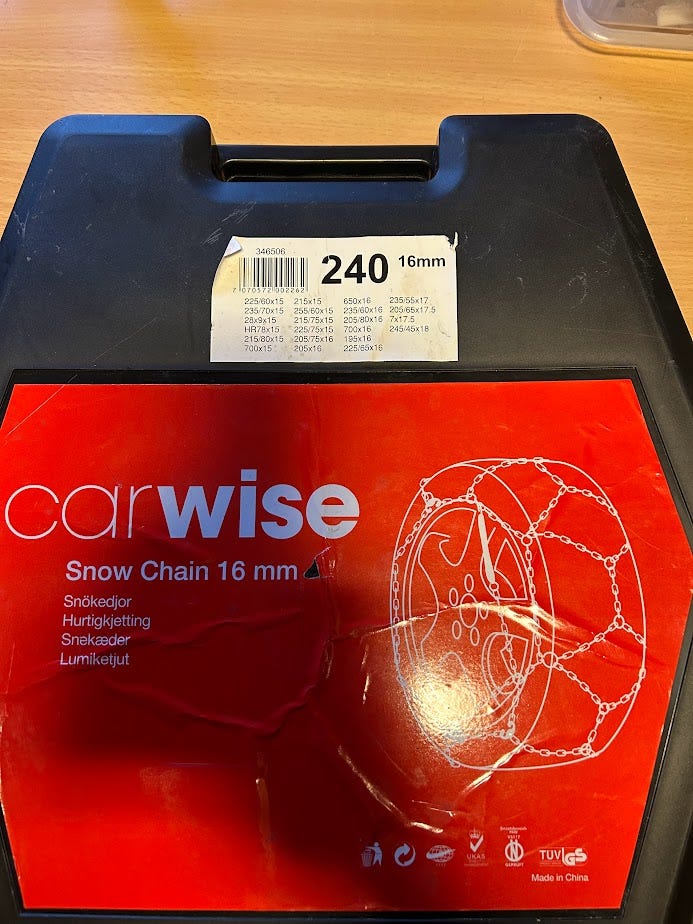 346506
240 16mm
7 070572 002262
225/60x15 215x15 650x16 235/55x17
235/70x15 255/60x15 235/60x16 205/65x17.5
28x9x15 215/75x15 205/80x16 7x17.5
HR78x15 225/75x15 700x16 245/45x18
215/80x15 205/75x16 195x16
700x15 205x16 225/65x16
carwise
Snow Chain 16 mm
Snökedjor
Hurtigkjetting
Snekæder
Lumiketjut
UKAS
GEPRÜFT
TUV GS
Made in China